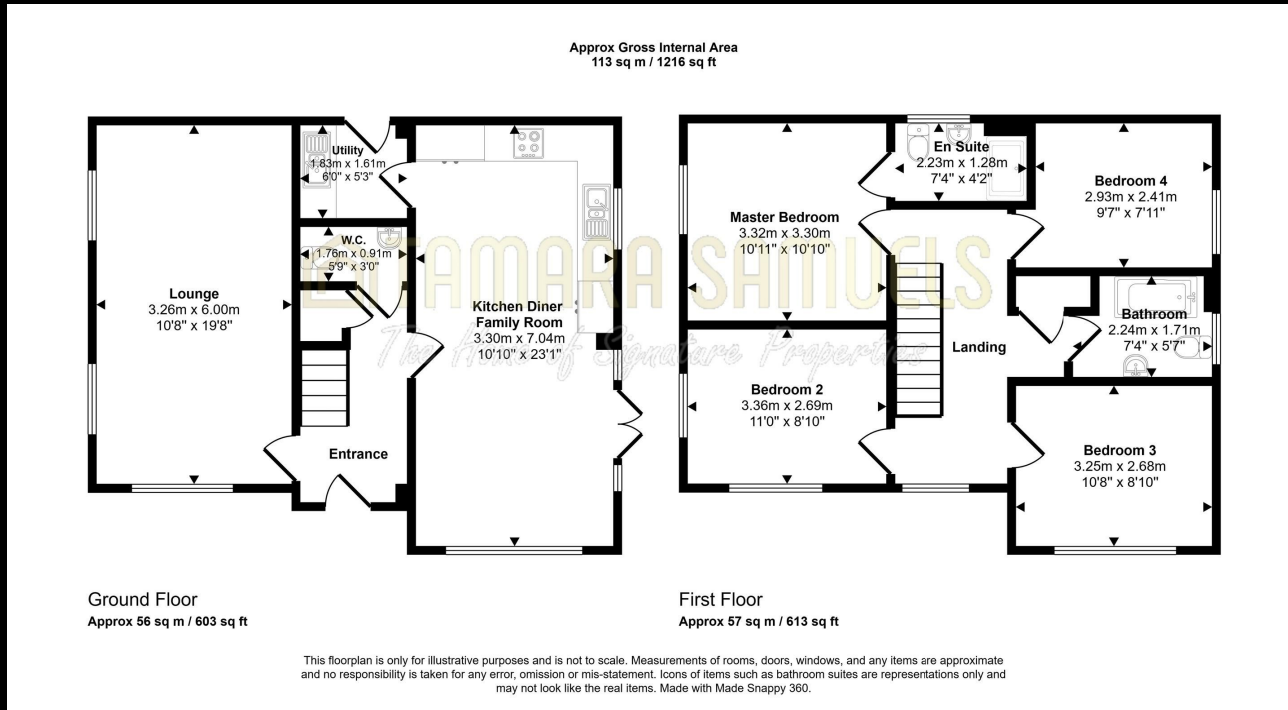 Approx Gross Internal Area
113 sq m / 1216 sq ft
Utility
1.83m x 1.61m
6'0" x 5'3"
W.C.
1.76m x 0.91m
5'9" x 3'0"
Lounge
3.26m x 6.00m
10'8" x 19'8"
Kitchen Diner
Family Room
3.30m x 7.04m
10'10" x 23'1"
Entrance
En Suite
2.23m x 1.28m
7'4" x 4'2"
Master Bedroom
3.32m x 3.30m
10'11" x 10'10"
Bedroom 4
2.93m x 2.41m
9'7" x 7'11"
Bathroom
2.24m x 1.71m
7'4" x 5'7"
Landing
Bedroom 2
3.36m x 2.69m
11'0" x 8'10"
Bedroom 3
3.25m x 2.68m
10'8" x 8'10"
TAMARA SAMUELS
The Home of Signature Properties
Ground Floor
Approx 56 sq m / 603 sq ft
First Floor
Approx 57 sq m / 613 sq ft
This floorplan is only for illustrative purposes and is not to scale. Measurements of rooms, doors, windows, and any items are approximate
and no responsibility is taken for any error, omission or mis-statement. Icons of items such as bathroom suites are representations only and
may not look like the real items. Made with Made Snappy 360.